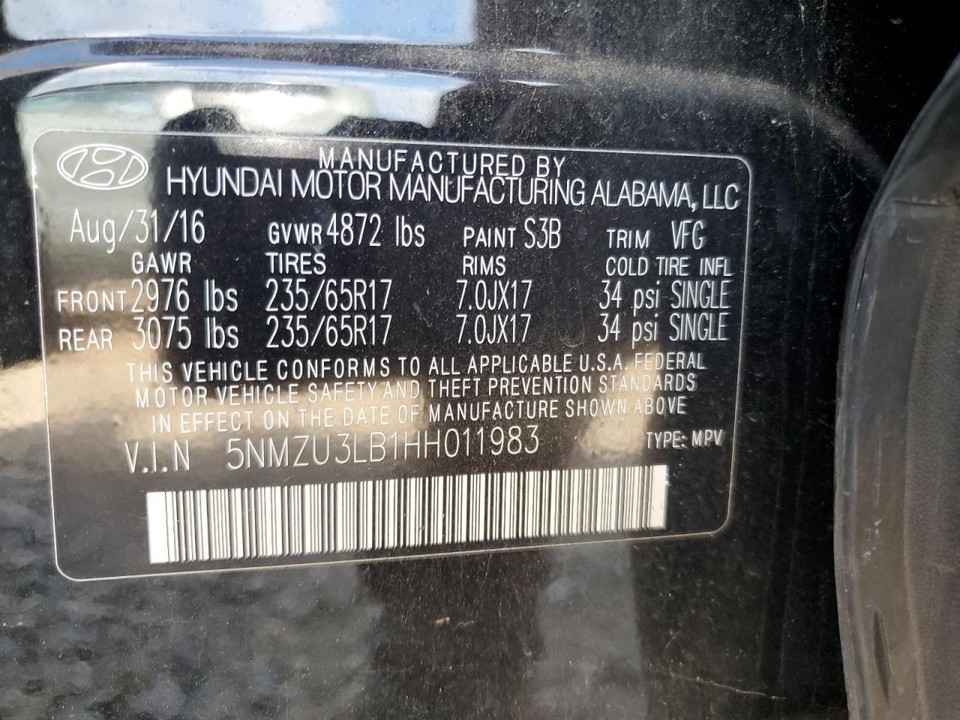 MANUFACTURED BY
HYUNDAI MOTOR MANUFACTURING ALABAMA, LLC
Aug/31/16 GVWR 4872 lbs PAINT S3B TRIM VFG
GAWR TIRES RIMS COLD TIRE INFL
FRONT 2976 lbs 235/65R17 7.0JX17 34 psi SINGLE
REAR 3075 lbs 235/65R17 7.0JX17 34 psi SINGLE
THIS VEHICLE CONFORMS TO ALL APPLICABLE U.S.A. FEDERAL
MOTOR VEHICLE SAFETY AND THEFT PREVENTION STANDARDS
IN EFFECT ON THE DATE OF MANUFACTURE SHOWN ABOVE
V.I.N 5NMZU3LB1HH011983 TYPE: MPV